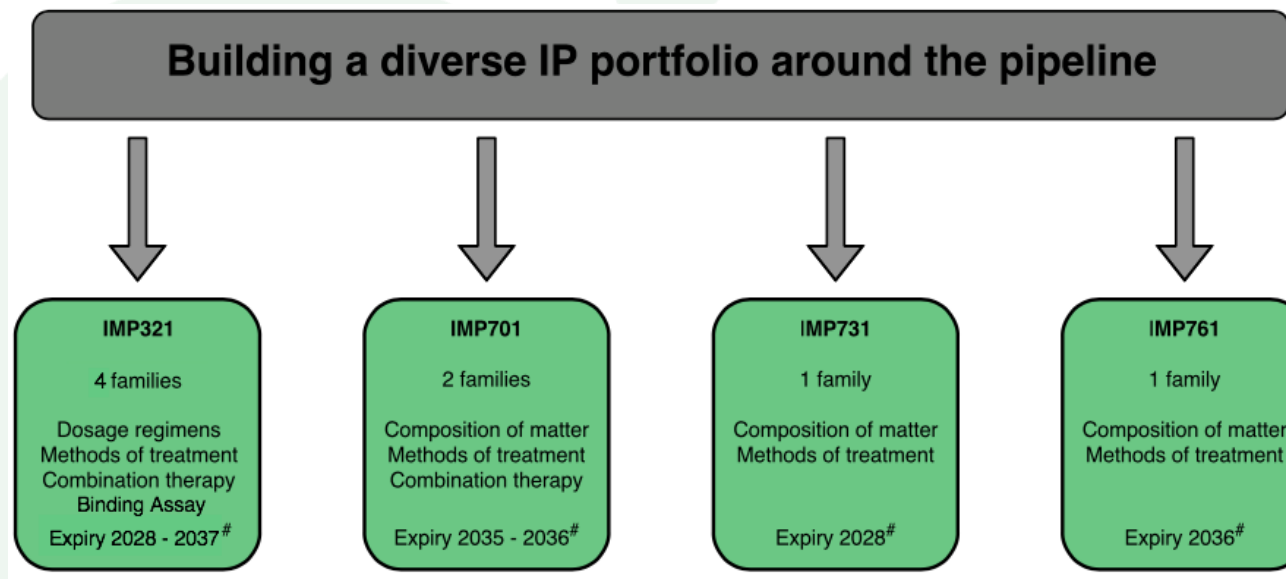 Building a diverse IP portfolio around the pipeline
IMP321
4 families
Dosage regimens
Methods of treatment
Combination therapy
Binding Assay
Expiry 2028 - 2037#
IMP701
2 families
Composition of matter
Methods of treatment
Combination therapy
Expiry 2035 - 2036#
IMP731
1 family
Composition of matter
Methods of treatment
Expiry 2028#
IMP761
1 family
Composition of matter
Methods of treatment
Expiry 2036#